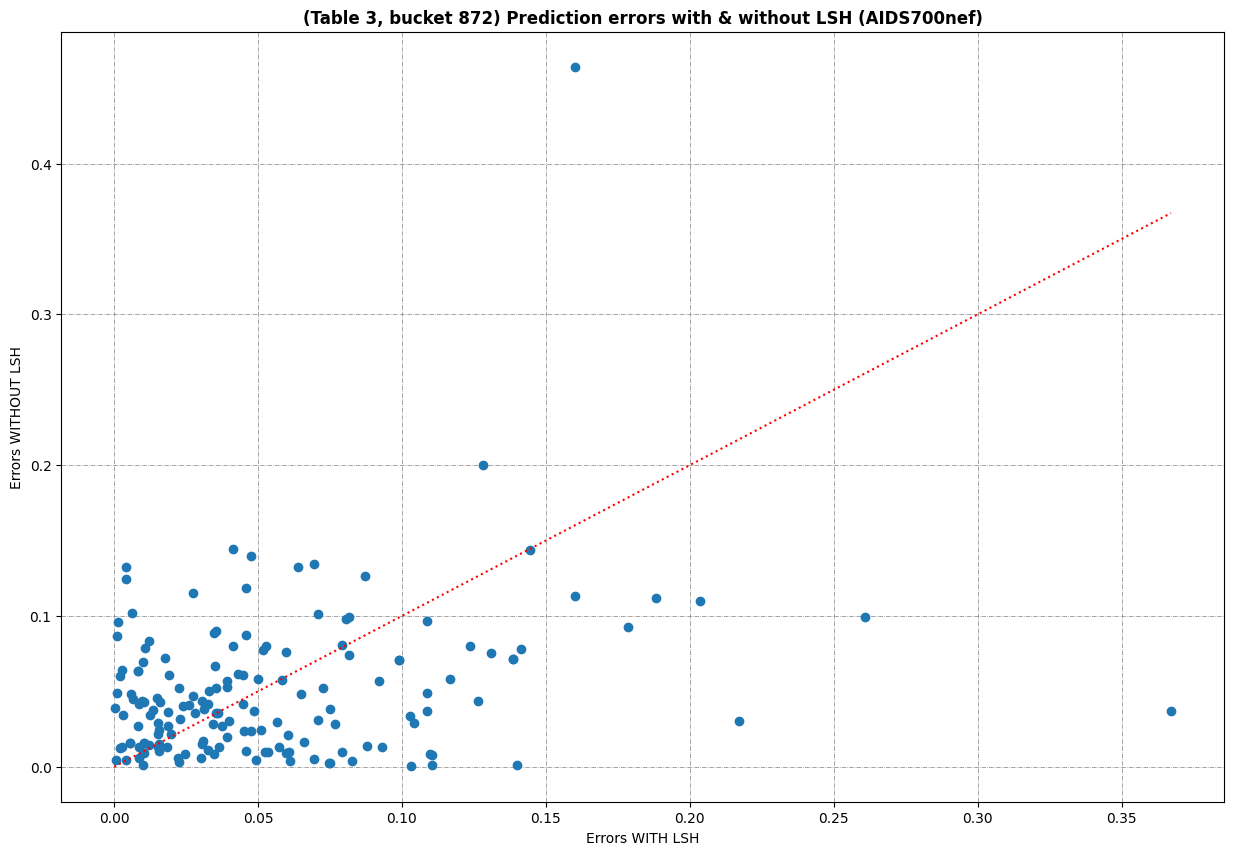 (Table 3, bucket 872) Prediction errors with & without LSH (AIDS700nef)
Errors WITHOUT LSH
0.4
0.3
0.2
0.1
0.0
0.00 0.05 0.10 0.15 0.20 0.25 0.30 0.35
Errors WITH LSH